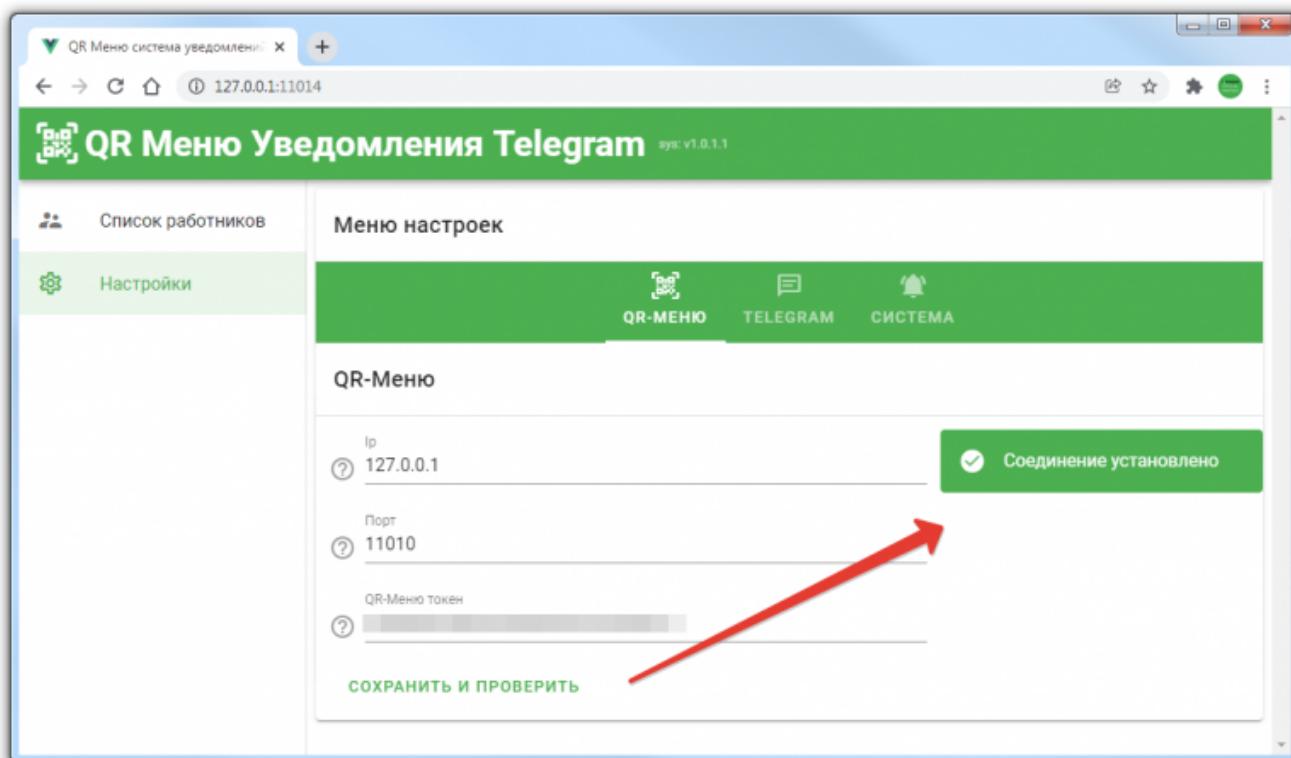 QR Меню система уведомлени
127.0.0.1:11014
QR Меню Уведомления Telegram sys: v1.0.1.1
Список работников
Настройки
Меню настроек
QR-МЕНЮ TELEGRAM СИСТЕМА
QR-Меню
Ip
127.0.0.1
Соединение установлено
Порт
11010
QR-Меню токен
СОХРАНИТЬ И ПРОВЕРИТЬ